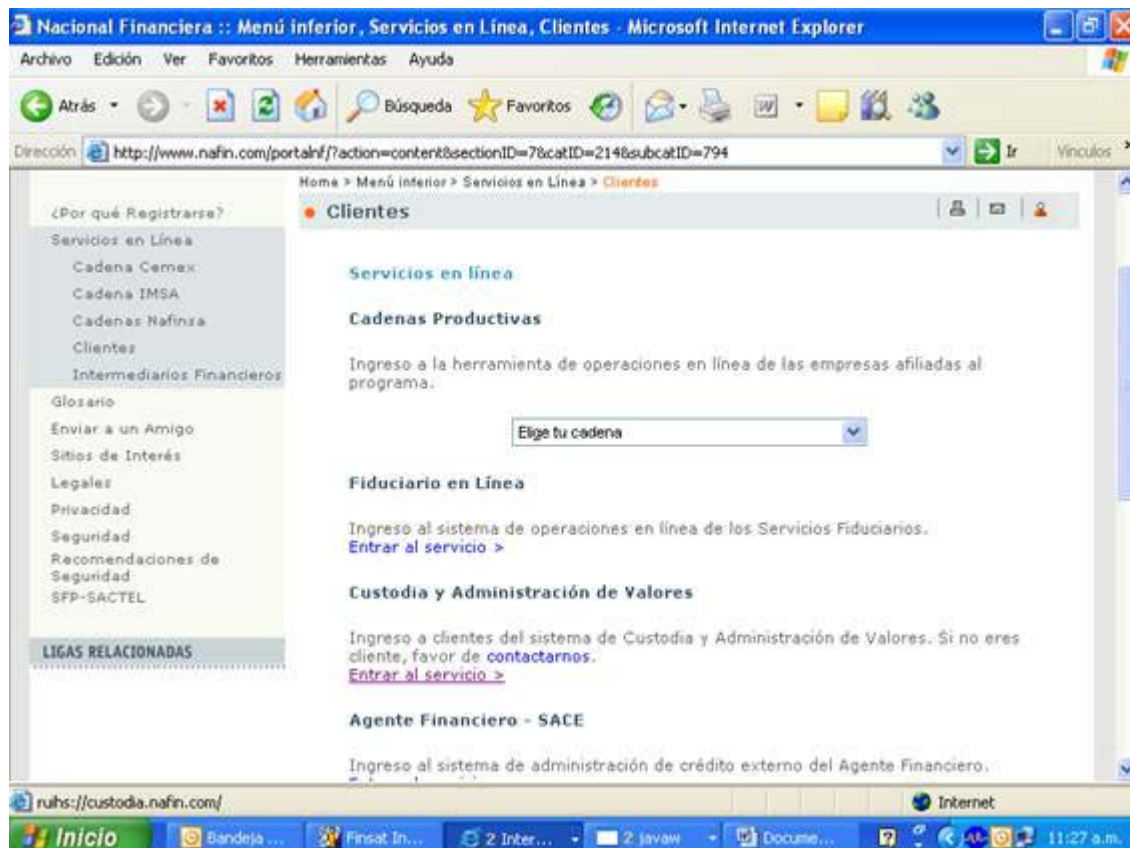 Nacional Financiera :: Menú inferior, Servicios en Línea, Clientes - Microsoft Internet Explorer
Archivo Edición Ver Favoritos Herramientas Ayuda
Atrás Búsqueda Favoritos
Dirección http://www.nafin.com/portalnf/?action=content&sectionID=7&catID=214&subcatID=794 Ir Vínculos
Home > Menú inferior > Servicios en Línea > Clientes
¿Por qué Registrarse?
Servicios en Línea
Cadena Cemex
Cadena IMSA
Cadenas Nafinsa
Clientes
Intermediarios Financieros
Glosario
Enviar a un Amigo
Sitios de Interés
Legales
Privacidad
Seguridad
Recomendaciones de
Seguridad
SFP-SACTEL
LIGAS RELACIONADAS
Clientes
Servicios en línea
Cadenas Productivas
Ingreso a la herramienta de operaciones en línea de las empresas afiliadas al
programa.
Elige tu cadena
Fiduciario en Línea
Ingreso al sistema de operaciones en línea de los Servicios Fiduciarios.
Entrar al servicio >
Custodia y Administración de Valores
Ingreso a clientes del sistema de Custodia y Administración de Valores. Si no eres
cliente, favor de contactarnos.
Entrar al servicio >
Agente Financiero - SACE
Ingreso al sistema de administración de crédito externo del Agente Financiero.
ruihs://custodia.nafin.com/ Internet
Inicio Bandeja ... Finsat In... 2 Inter... 2 javaw Docume... 11:27 a.m.